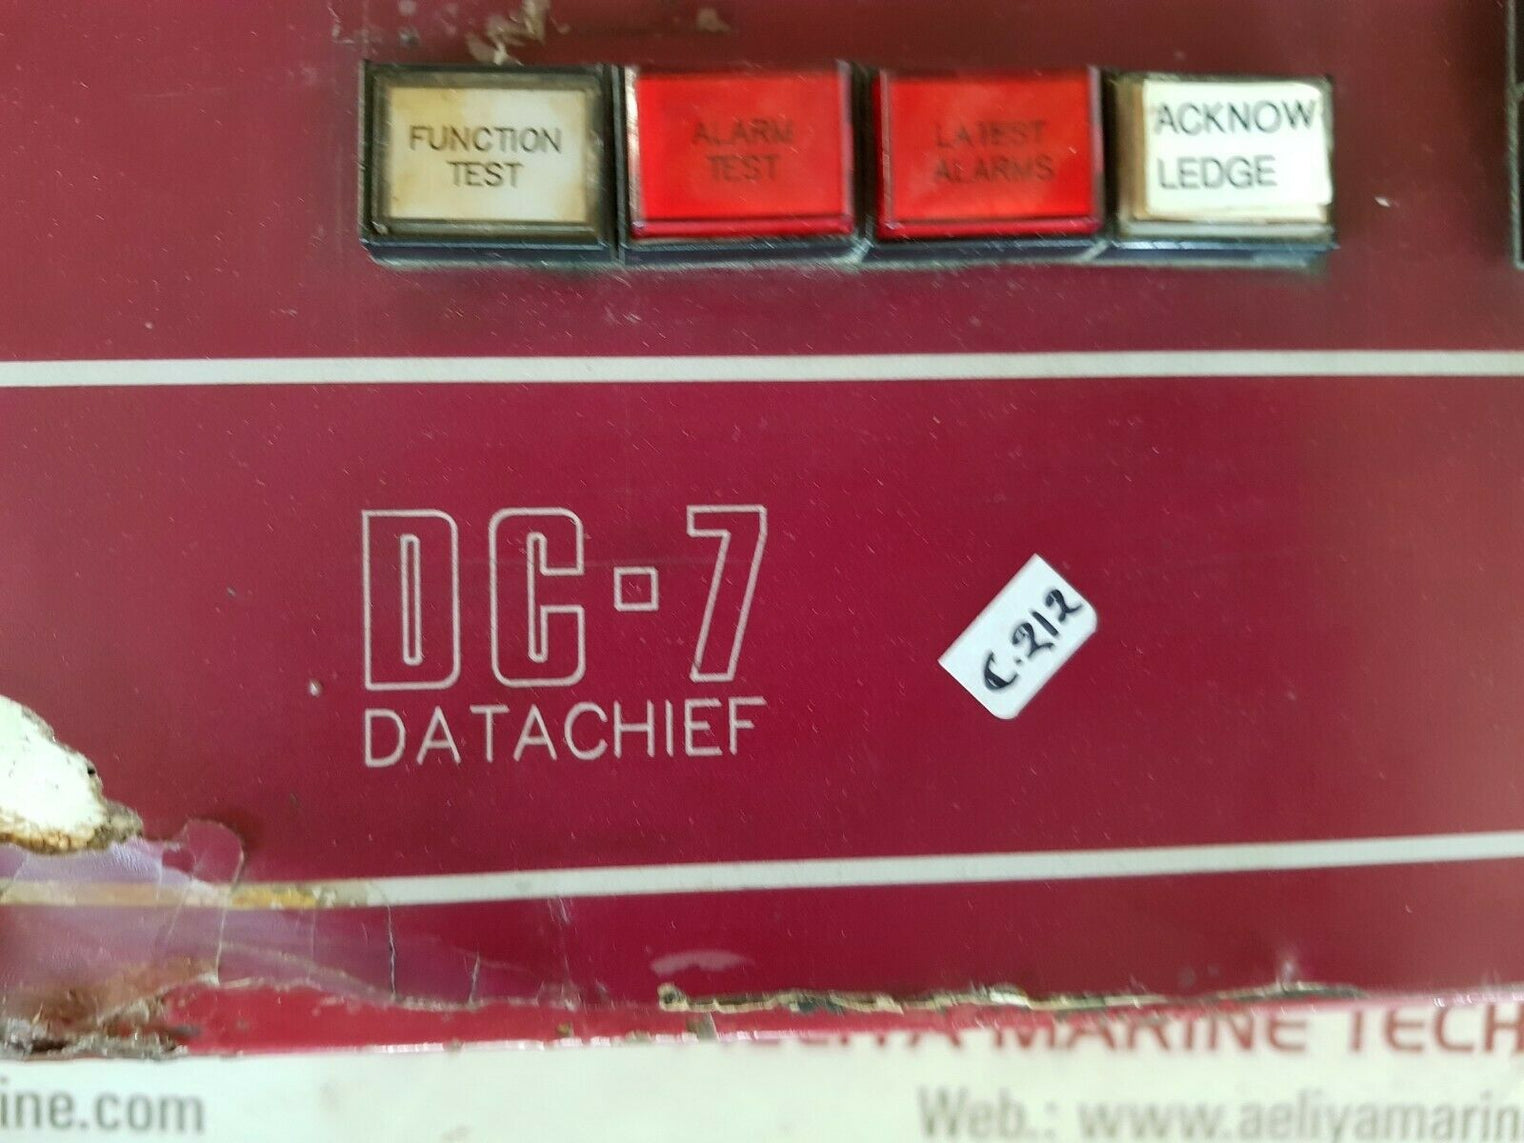 FUNCTION
TEST
ALARM
TEST
LATEST
ALARMS
ACKNOW
LEDGE
DC-7
DATACHIEF
C.212
MARINE TECH
ine.com
Web.: www.aeliyamarin